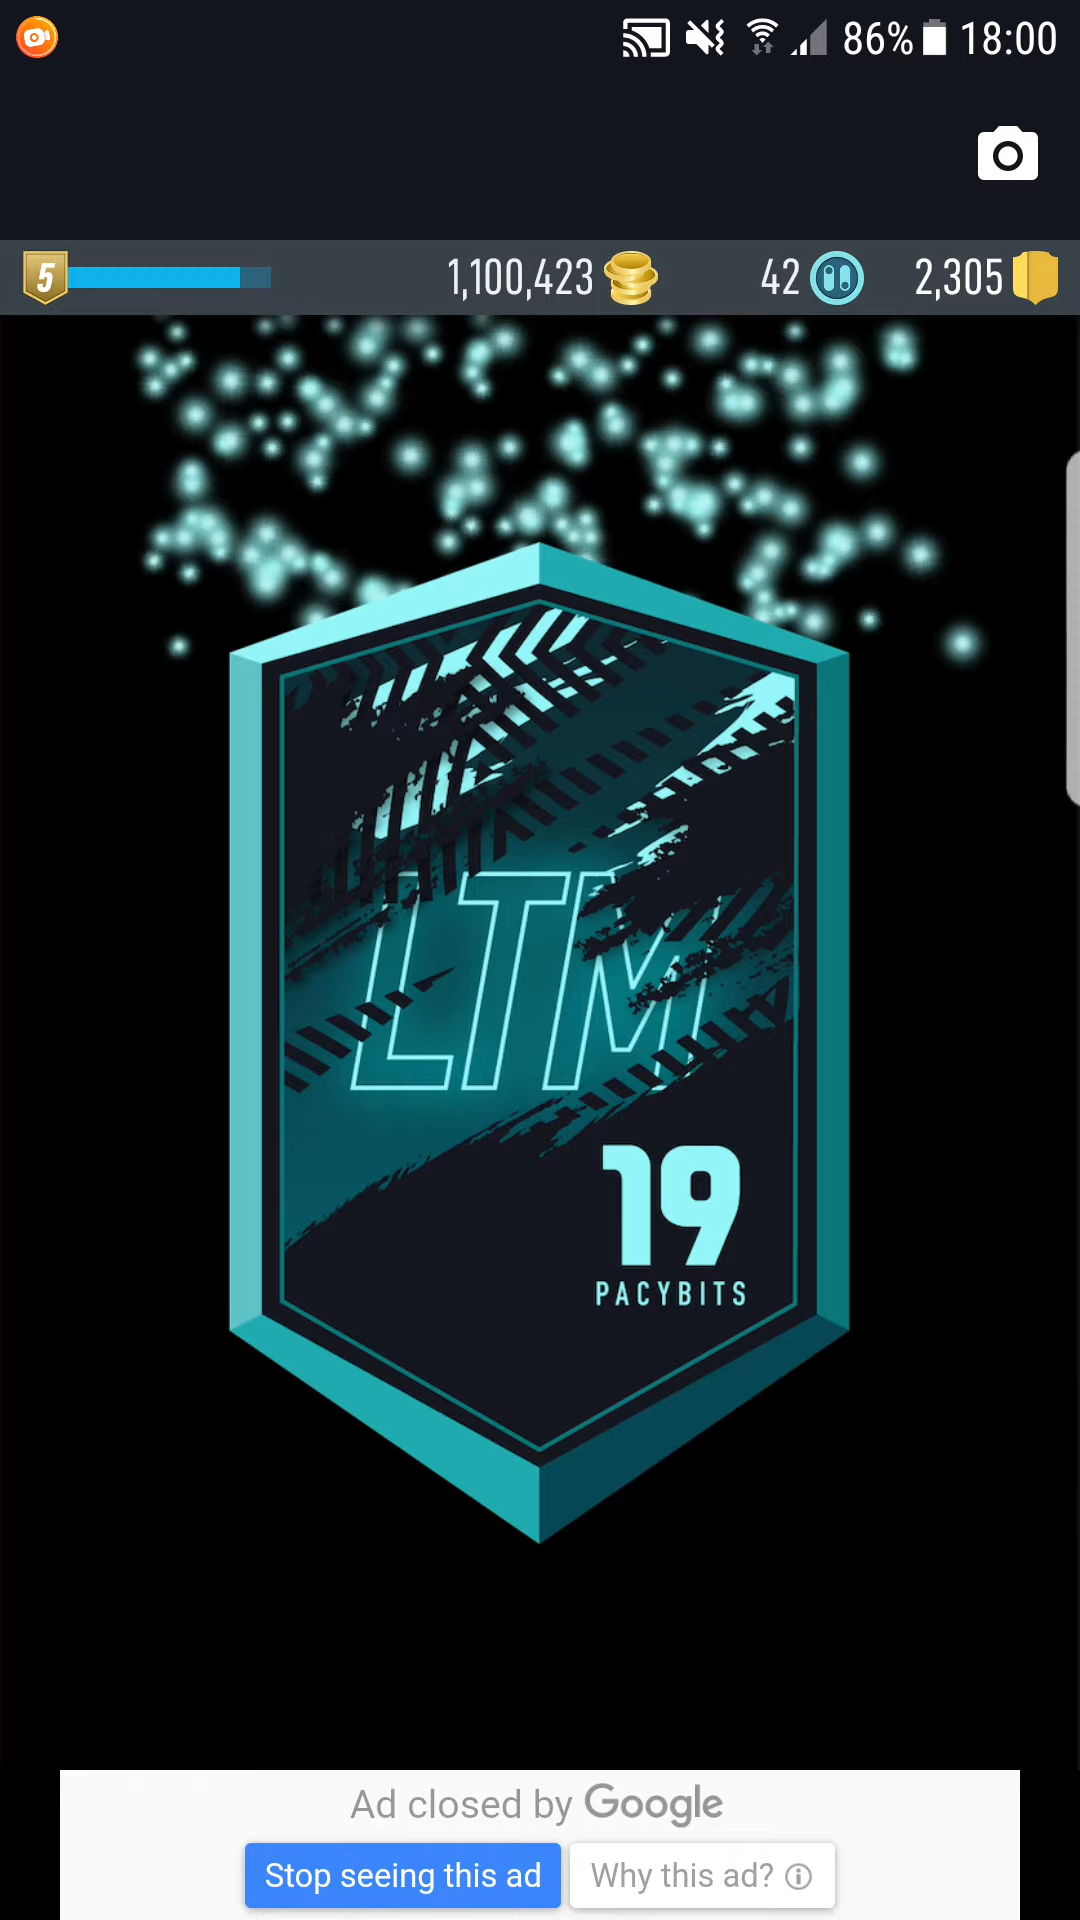 86% 18:00
5 1,100,423 42 2,305
LTM
19
PACYBITS
Ad closed by Google
Stop seeing this ad Why this ad?